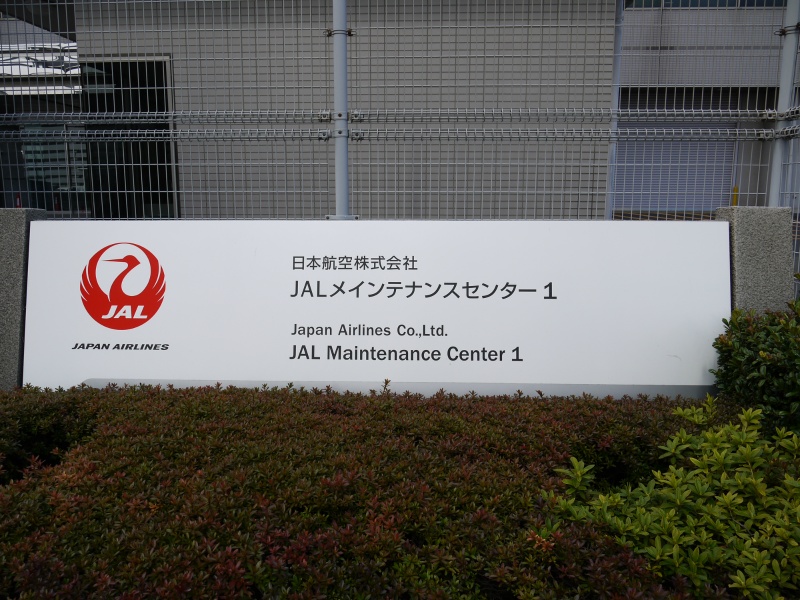 JAL
JAPAN AIRLINES
日本航空株式会社
JALメインテナンスセンター1
Japan Airlines Co.,Ltd.
JAL Maintenance Center 1